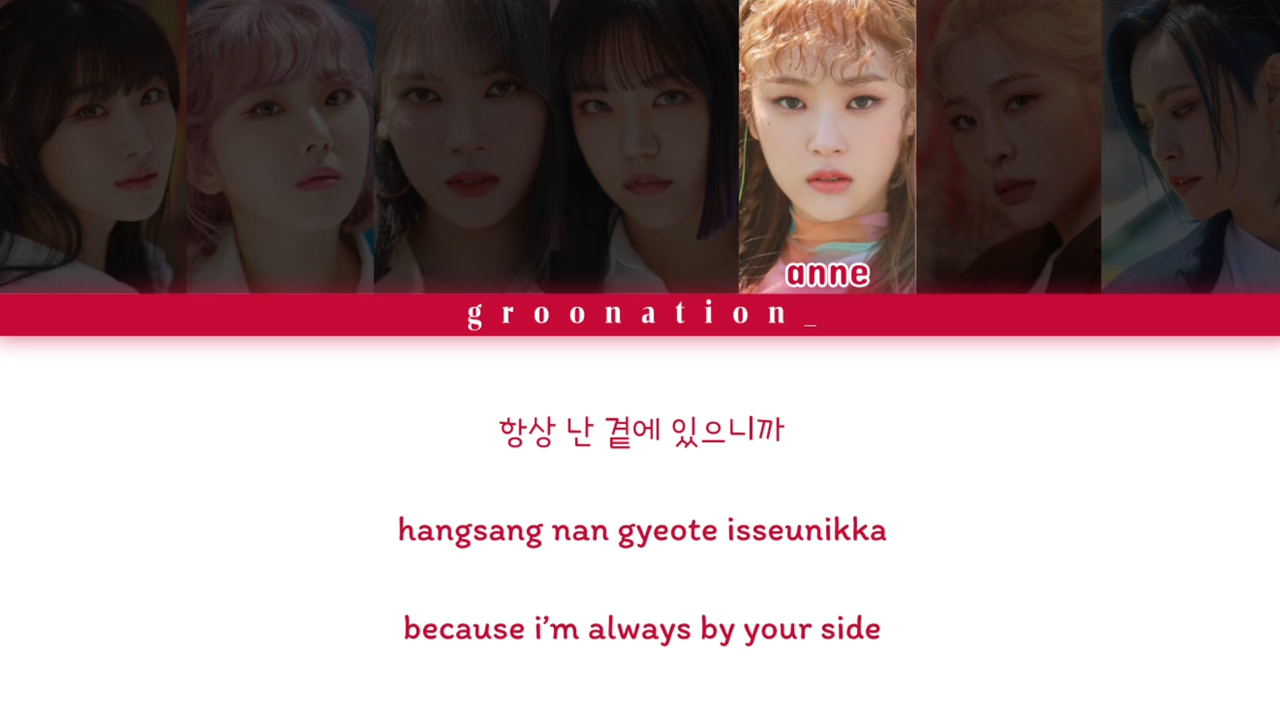 anne
groonation_
항상 난 곁에 있으니까
hangsang nan gyeote isseunikka
because i’m always by your side